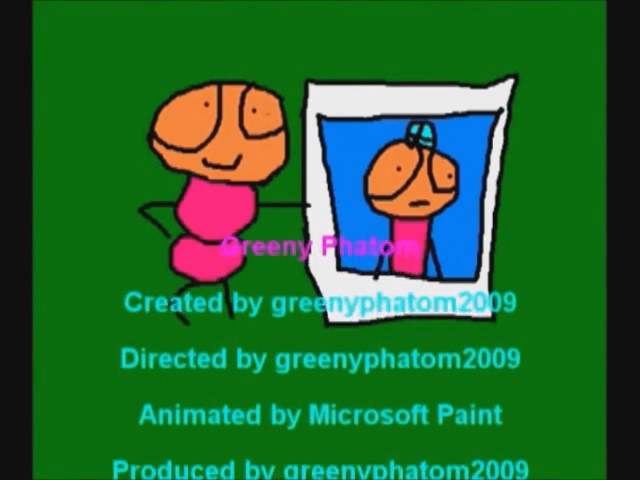 Greeny Phatom
Created by greenyphatom2009
Directed by greenyphatom2009
Animated by Microsoft Paint
Produced by greenyphatom2009